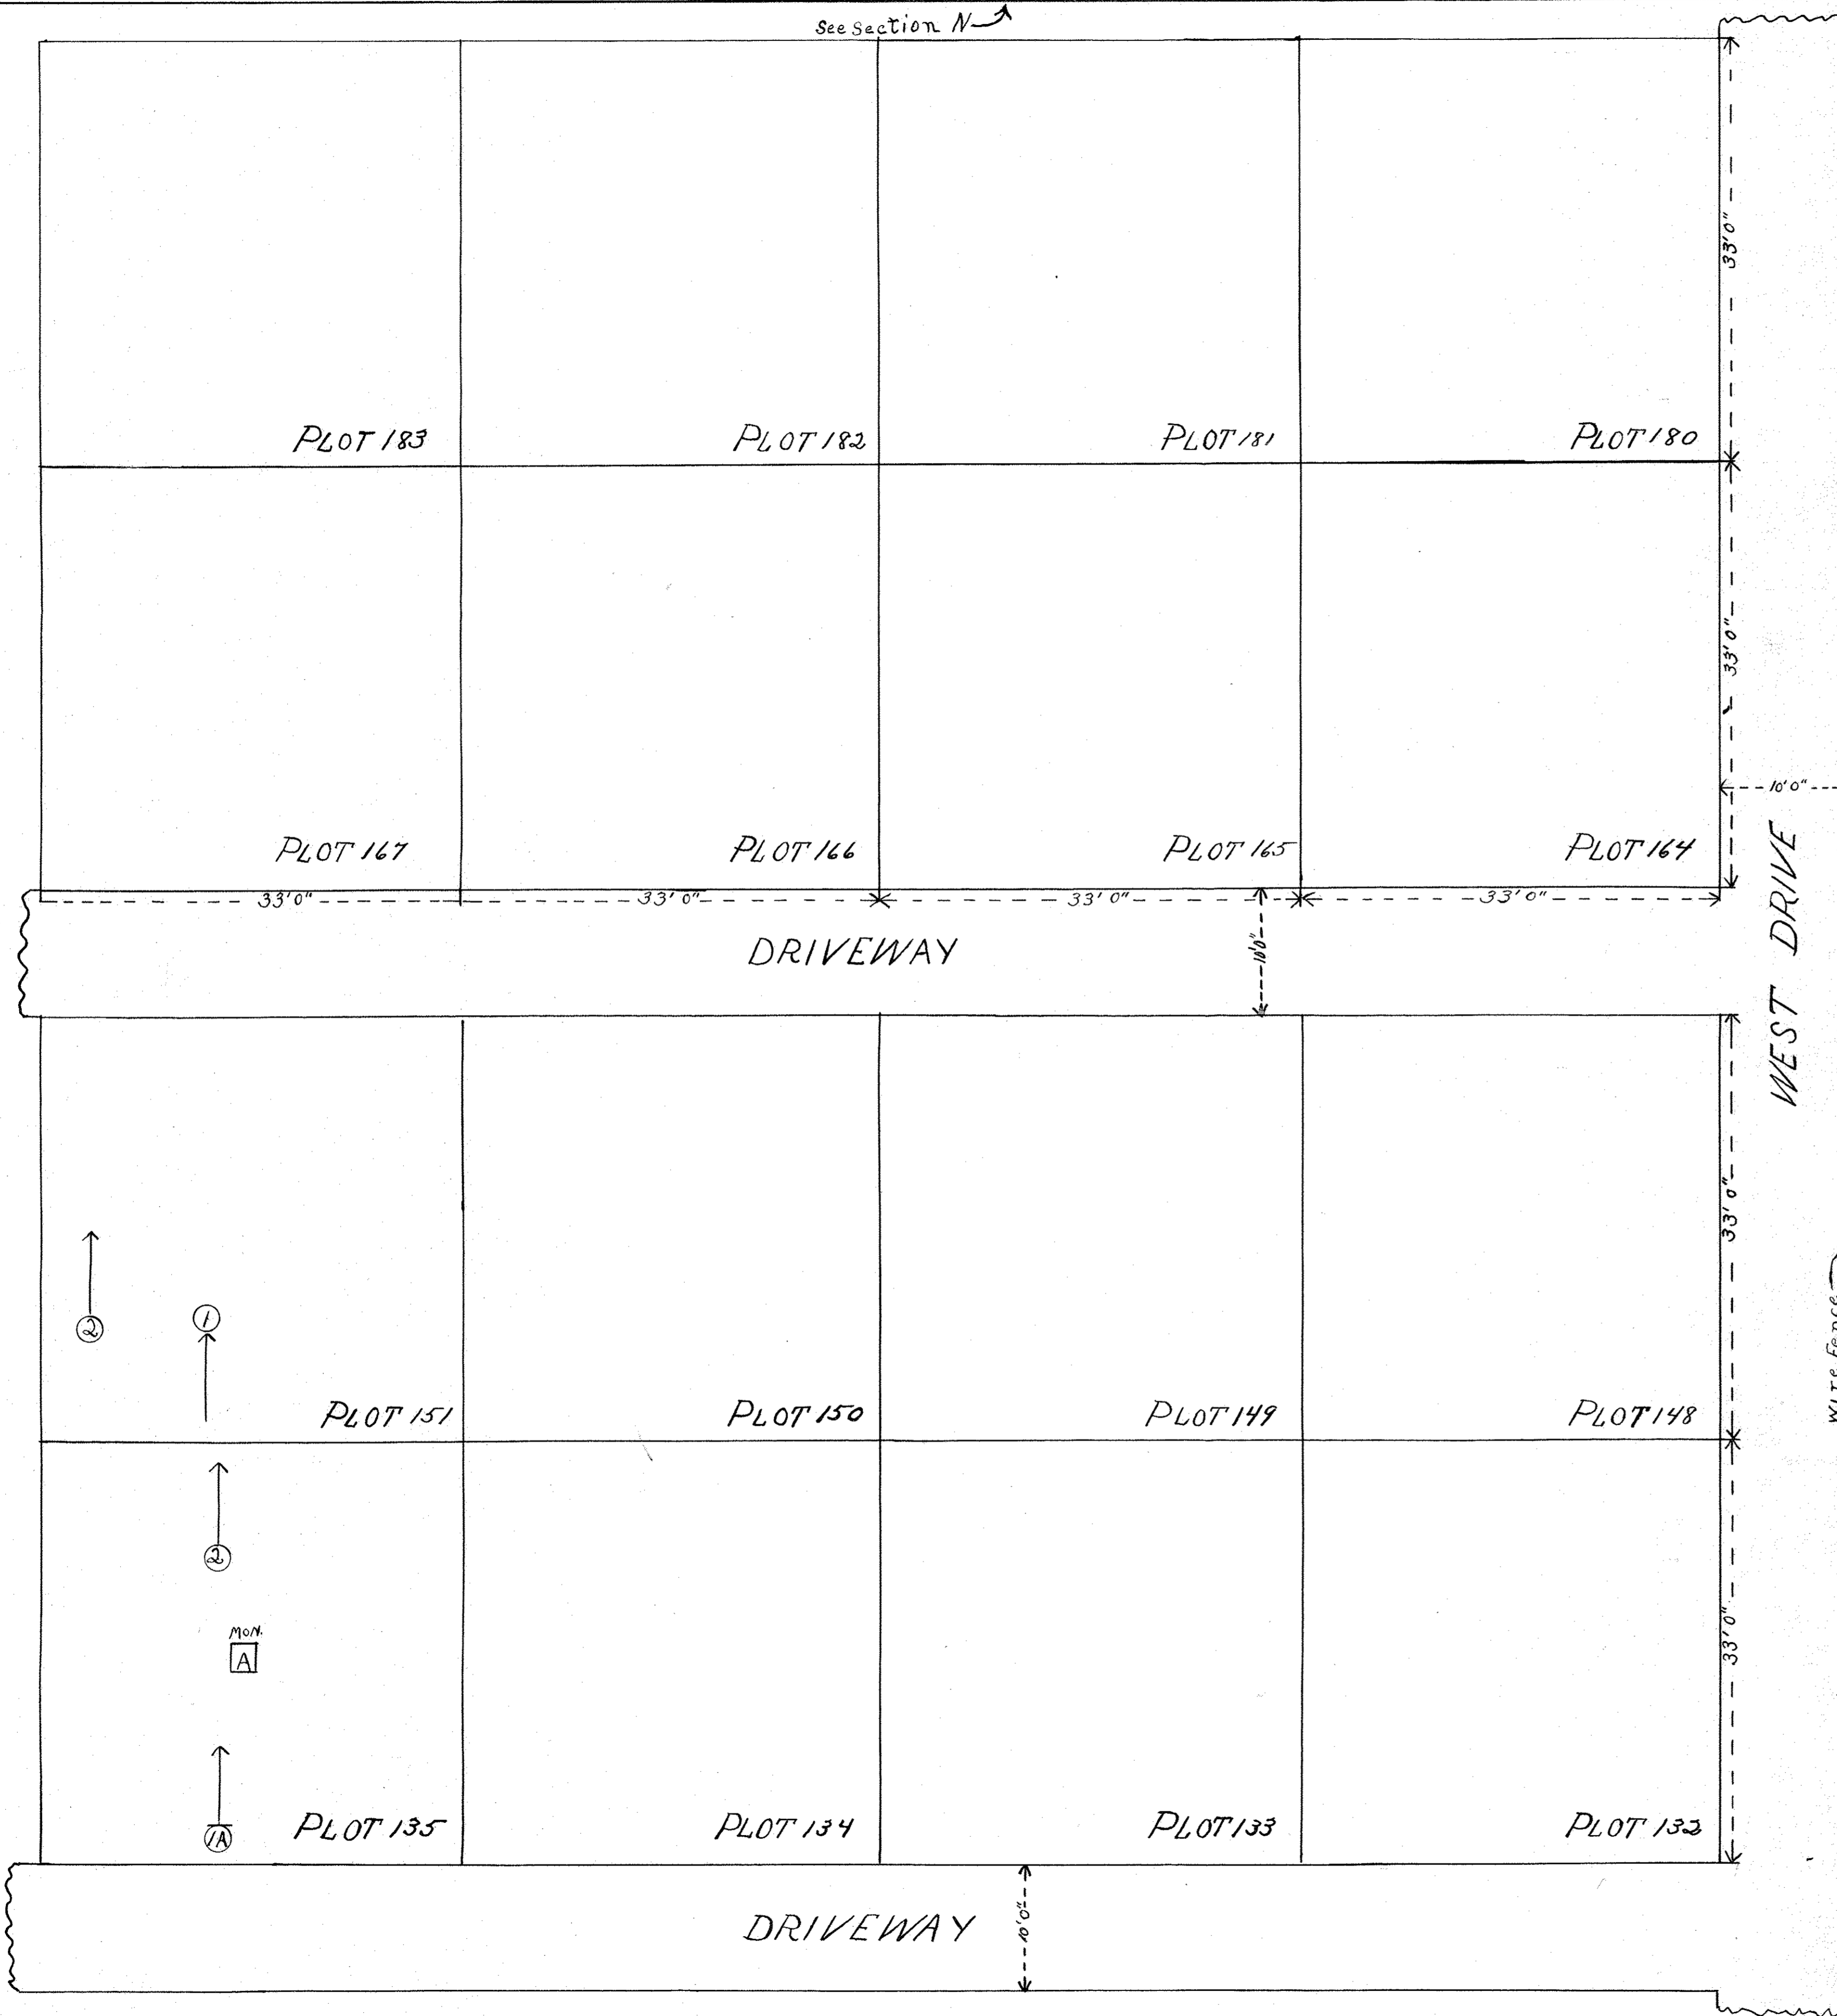 See Section N
33'0"
PLOT 183 PLOT 182 PLOT 181 PLOT 180
33'0"
10'0"
PLOT 167 PLOT 166 PLOT 165 PLOT 164
33'0" 33'0" 33'0" 33'0"
DRIVEWAY
10'0"
WEST DRIVE
33'0"
2
1
Wire Fence
PLOT 151 PLOT 150 PLOT 149 PLOT 148
2
MON.
A
33'0"
1A
PLOT 135 PLOT 134 PLOT 133 PLOT 132
DRIVEWAY
10'0"